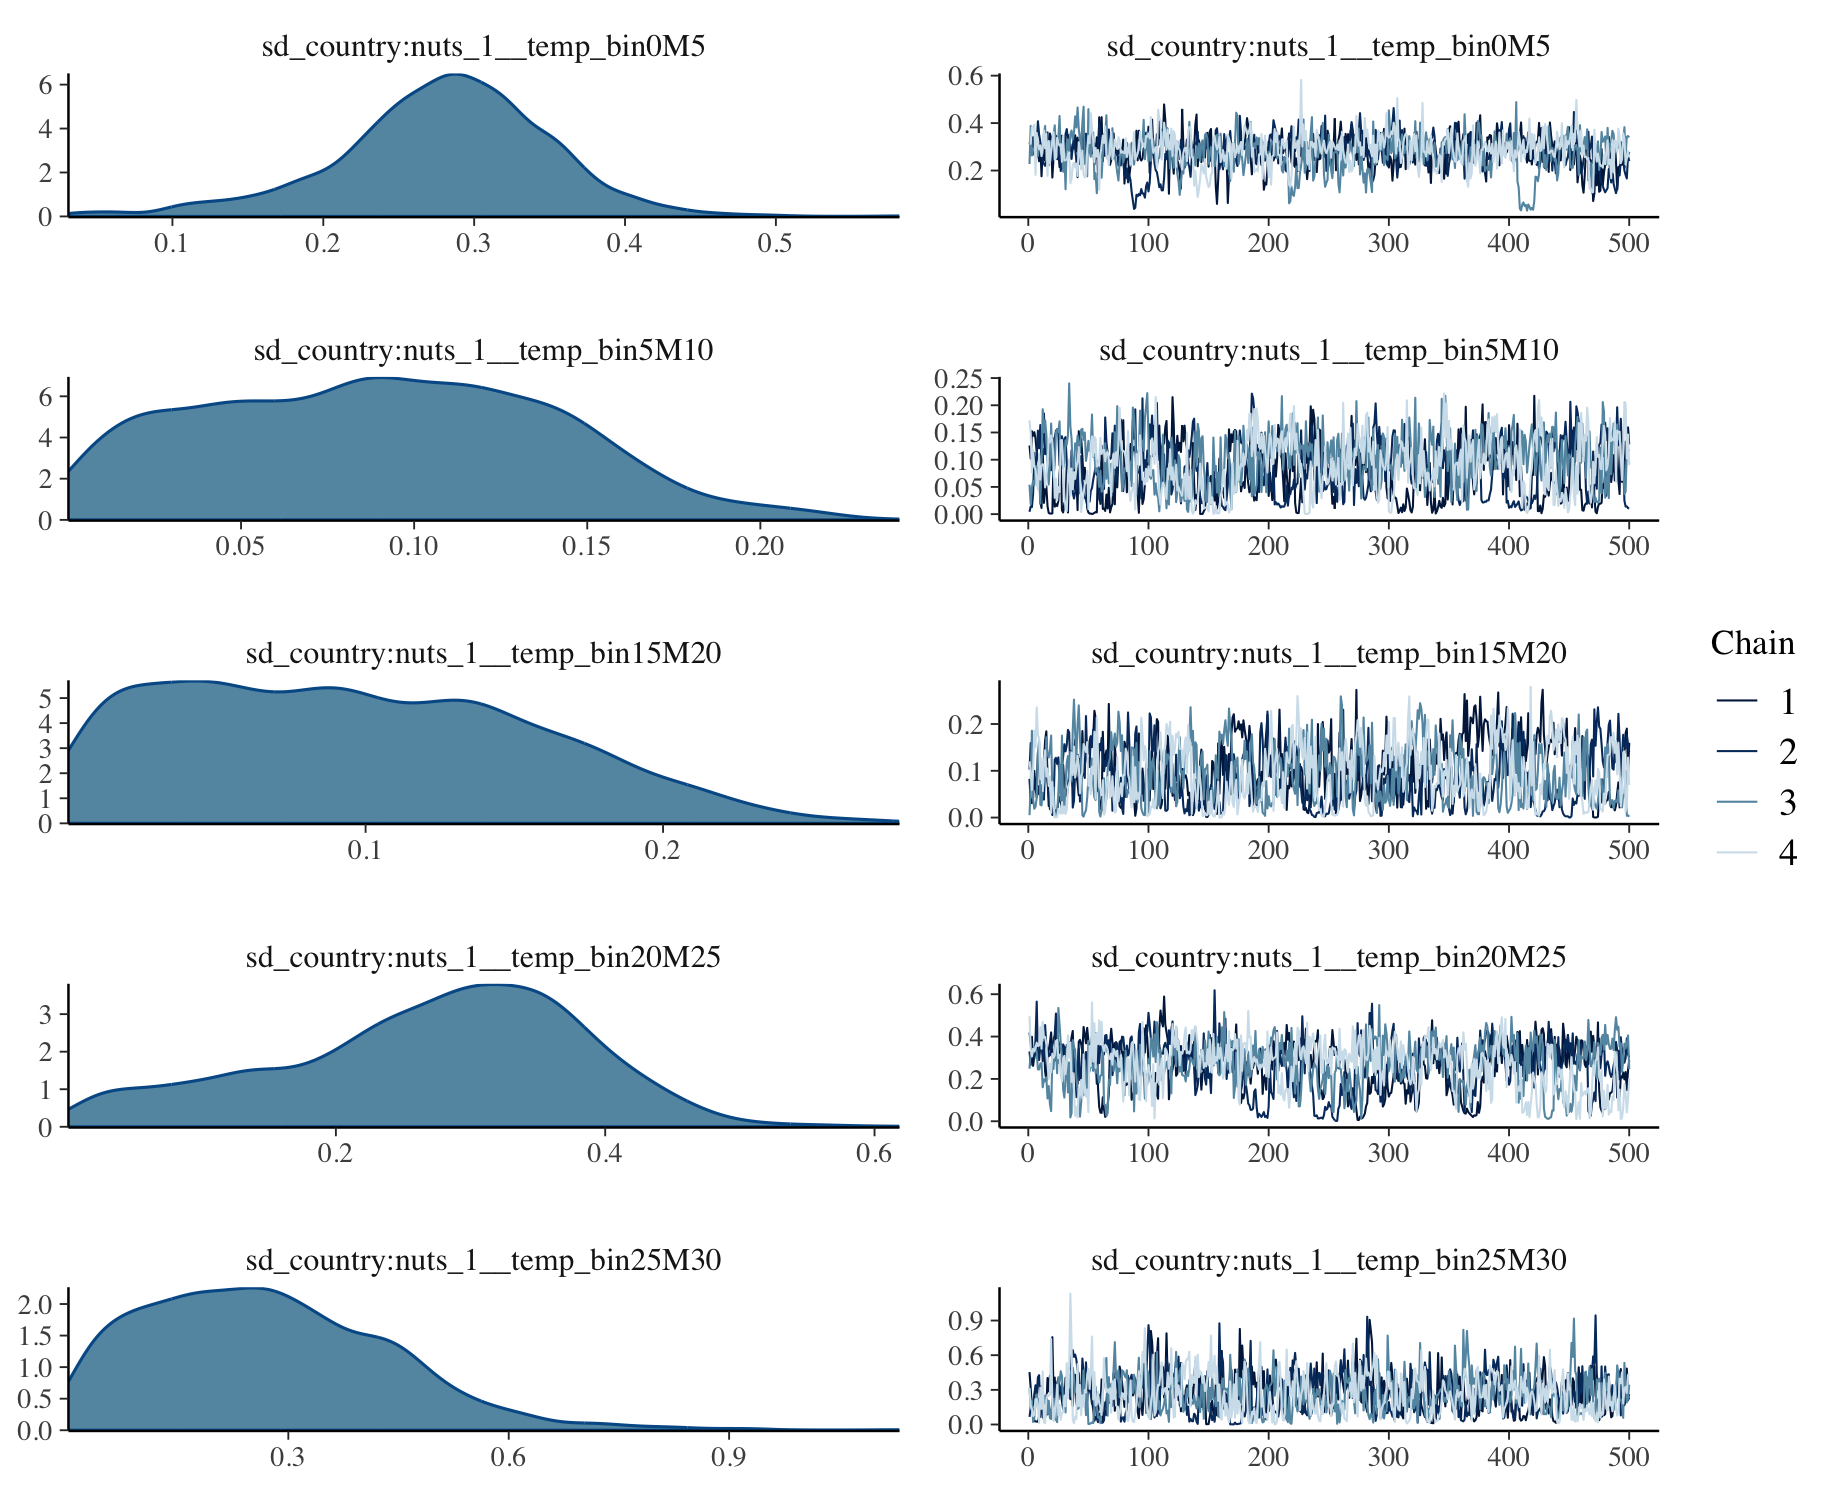 sd_country:nuts_1__temp_bin0M5
6
4
2
0
0.1 0.2 0.3 0.4 0.5
sd_country:nuts_1__temp_bin0M5
0.6
0.4
0.2
0 100 200 300 400 500
sd_country:nuts_1__temp_bin5M10
6
4
2
0
0.05 0.10 0.15 0.20
sd_country:nuts_1__temp_bin5M10
0.25
0.20
0.15
0.10
0.05
0.00
0 100 200 300 400 500
sd_country:nuts_1__temp_bin15M20
5
4
3
2
1
0
0.1 0.2
sd_country:nuts_1__temp_bin15M20
0.2
0.1
0.0
0 100 200 300 400 500
sd_country:nuts_1__temp_bin20M25
3
2
1
0
0.2 0.4 0.6
sd_country:nuts_1__temp_bin20M25
0.6
0.4
0.2
0.0
0 100 200 300 400 500
sd_country:nuts_1__temp_bin25M30
2.0
1.5
1.0
0.5
0.0
0.3 0.6 0.9
sd_country:nuts_1__temp_bin25M30
0.9
0.6
0.3
0.0
0 100 200 300 400 500
Chain
1
2
3
4